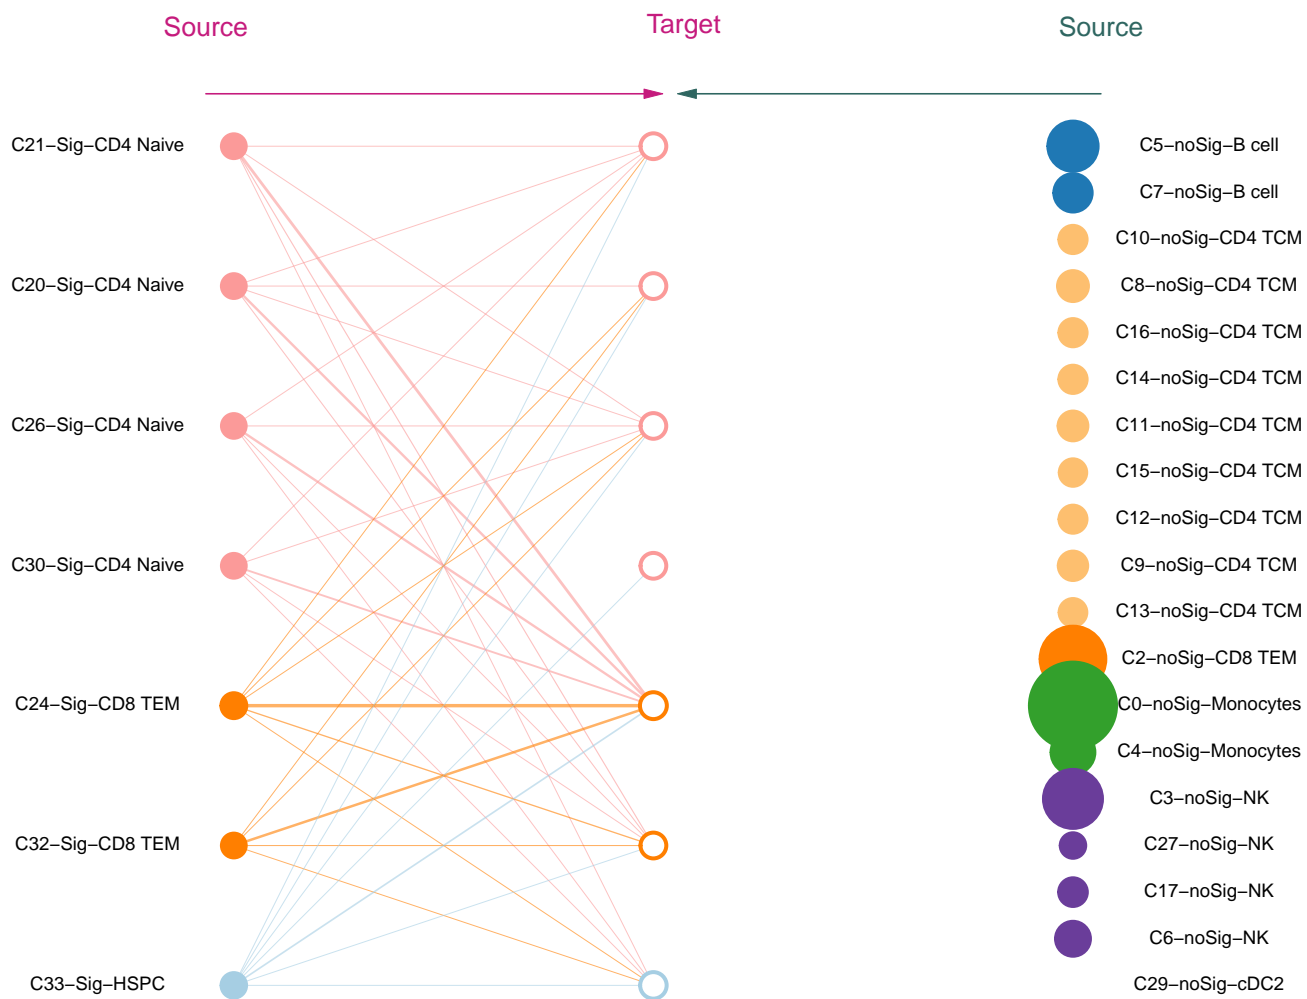 Source
Target
Source
C21−Sig−CD4 Naive
C20−Sig−CD4 Naive
C26−Sig−CD4 Naive
C30−Sig−CD4 Naive
C24−Sig−CD8 TEM
C32−Sig−CD8 TEM
C33−Sig−HSPC
C5−noSig−B cell
C7−noSig−B cell
C10−noSig−CD4 TCM
C8−noSig−CD4 TCM
C16−noSig−CD4 TCM
C14−noSig−CD4 TCM
C11−noSig−CD4 TCM
C15−noSig−CD4 TCM
C12−noSig−CD4 TCM
C9−noSig−CD4 TCM
C13−noSig−CD4 TCM
C2−noSig−CD8 TEM
C0−noSig−Monocytes
C4−noSig−Monocytes
C3−noSig−NK
C27−noSig−NK
C17−noSig−NK
C6−noSig−NK
C29−noSig−cDC2